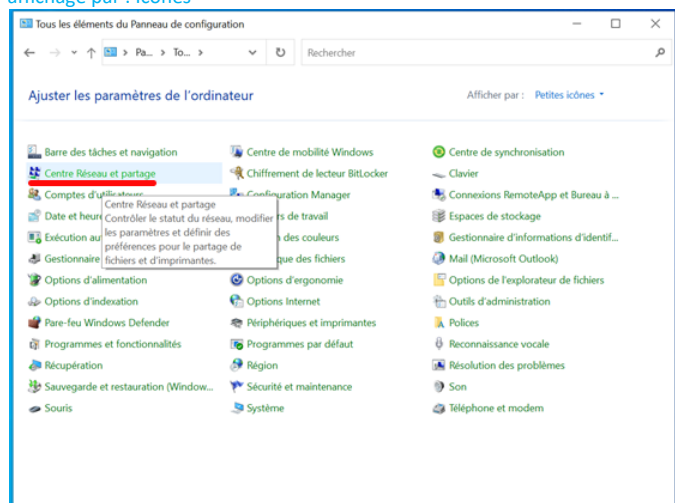 affichage par : icônes
Tous les éléments du Panneau de configuration
Pa... > To... >
Rechercher
Ajuster les paramètres de l'ordinateur
Afficher par : Petites icônes
Barre des tâches et navigation
Centre de mobilité Windows
Centre de synchronisation
Centre Réseau et partage
Chiffrement de lecteur BitLocker
Clavier
Comptes d'utilisateurs
Configuration Manager
Connexions RemoteApp et Bureau à ...
Centre Réseau et partage
Contrôler le statut du réseau, modifier
les paramètres et définir des
préférences pour le partage de
fichiers et d'imprimantes.
Date et heure
rs de travail
Espaces de stockage
Exécution au
des couleurs
Gestionnaire d'informations d'identif...
Gestionnaire
que des fichiers
Mail (Microsoft Outlook)
Options d'alimentation
Options d'ergonomie
Options de l'explorateur de fichiers
Options d'indexation
Options Internet
Outils d'administration
Pare-feu Windows Defender
Périphériques et imprimantes
Polices
Programmes et fonctionnalités
Programmes par défaut
Reconnaissance vocale
Récupération
Région
Résolution des problèmes
Sauvegarde et restauration (Window...
Sécurité et maintenance
Son
Souris
Système
Téléphone et modem